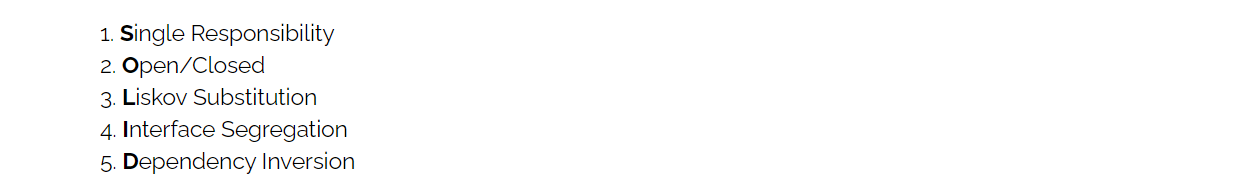 1. Single Responsibility
2. Open/Closed
3. Liskov Substitution
4. Interface Segregation
5. Dependency Inversion